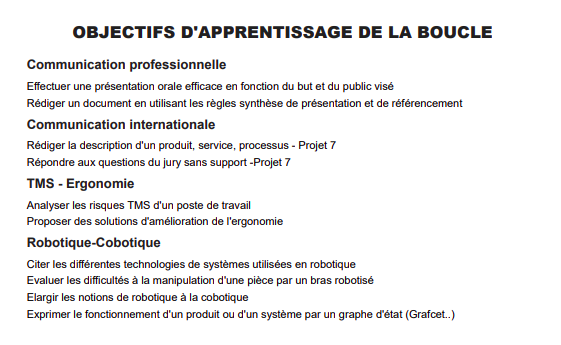 OBJECTIFS D'APPRENTISSAGE DE LA BOUCLE
Communication professionnelle
Effectuer une présentation orale efficace en fonction du but et du public visé
Rédiger un document en utilisant les règles synthèse de présentation et de référencement
Communication internationale
Rédiger la description d'un produit, service, processus - Projet 7
Répondre aux questions du jury sans support -Projet 7
TMS - Ergonomie
Analyser les risques TMS d'un poste de travail
Proposer des solutions d'amélioration de l'ergonomie
Robotique-Cobotique
Citer les différentes technologies de systèmes utilisées en robotique
Evaluer les difficultés à la manipulation d'une pièce par un bras robotisé
Elargir les notions de robotique à la cobotique
Exprimer le fonctionnement d'un produit ou d'un système par un graphe d'état (Grafcet..)